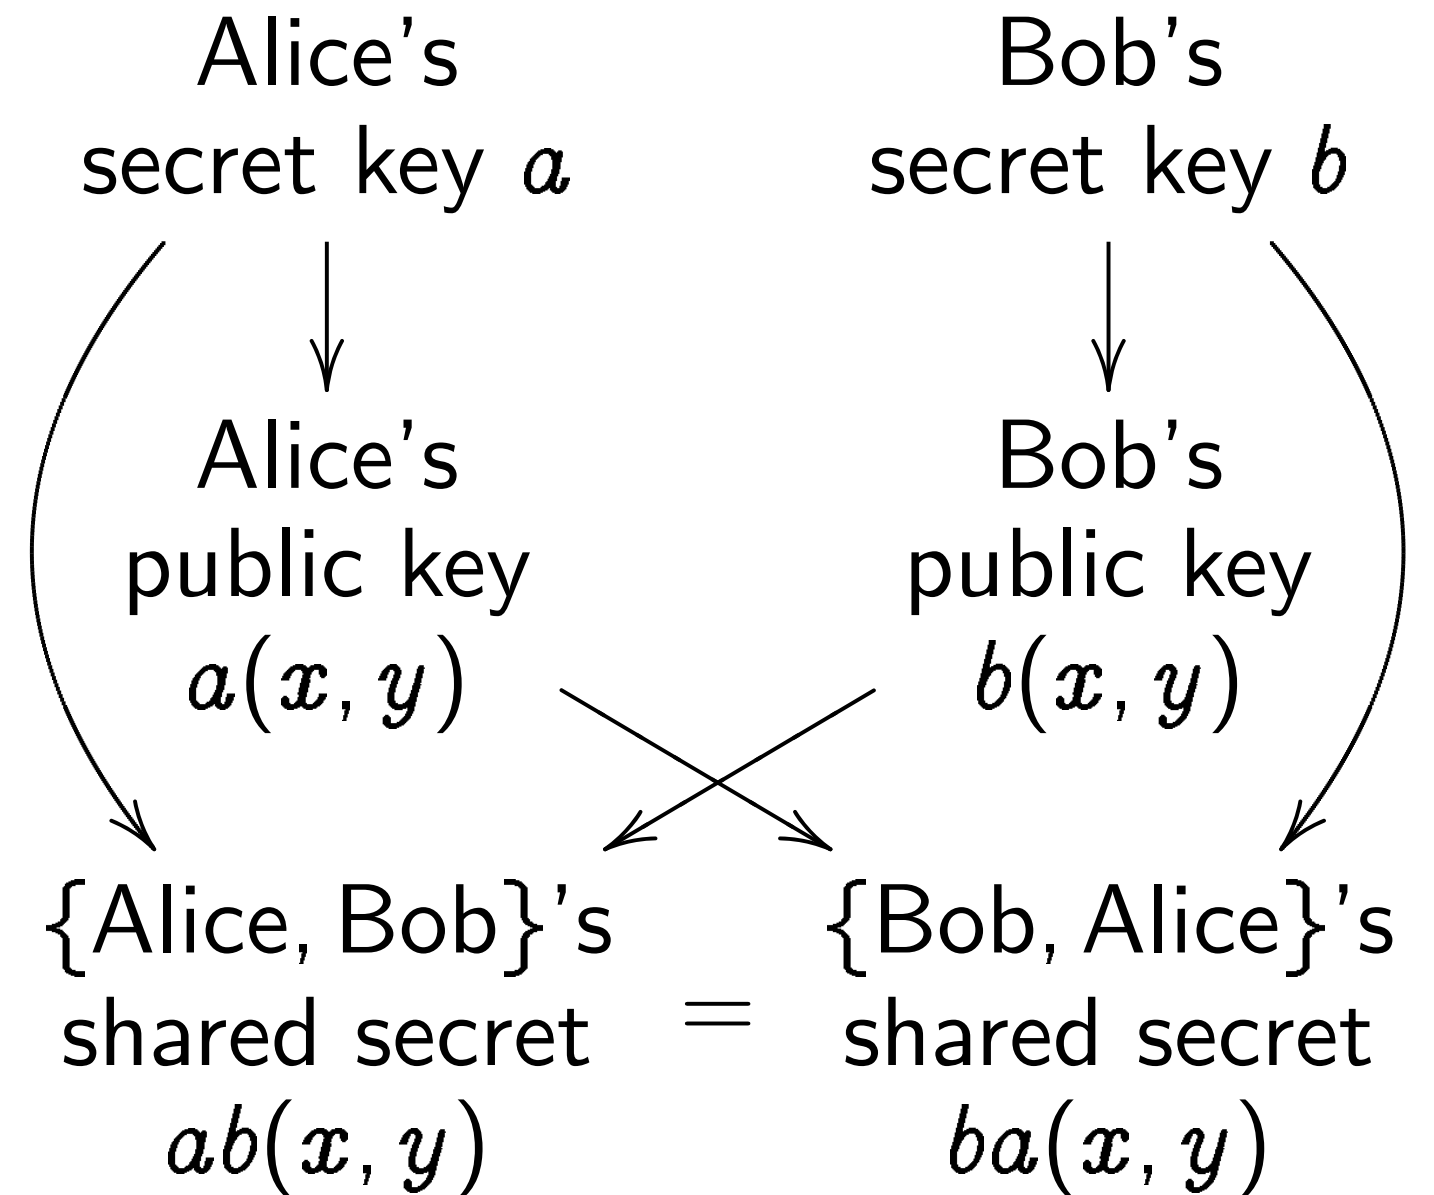 Alice's
secret key a
Bob's
secret key b
Alice's
public key
a(x, y)
Bob's
public key
b(x, y)
{Alice, Bob}'s
shared secret
ab(x, y)
=
{Bob, Alice}'s
shared secret
ba(x, y)